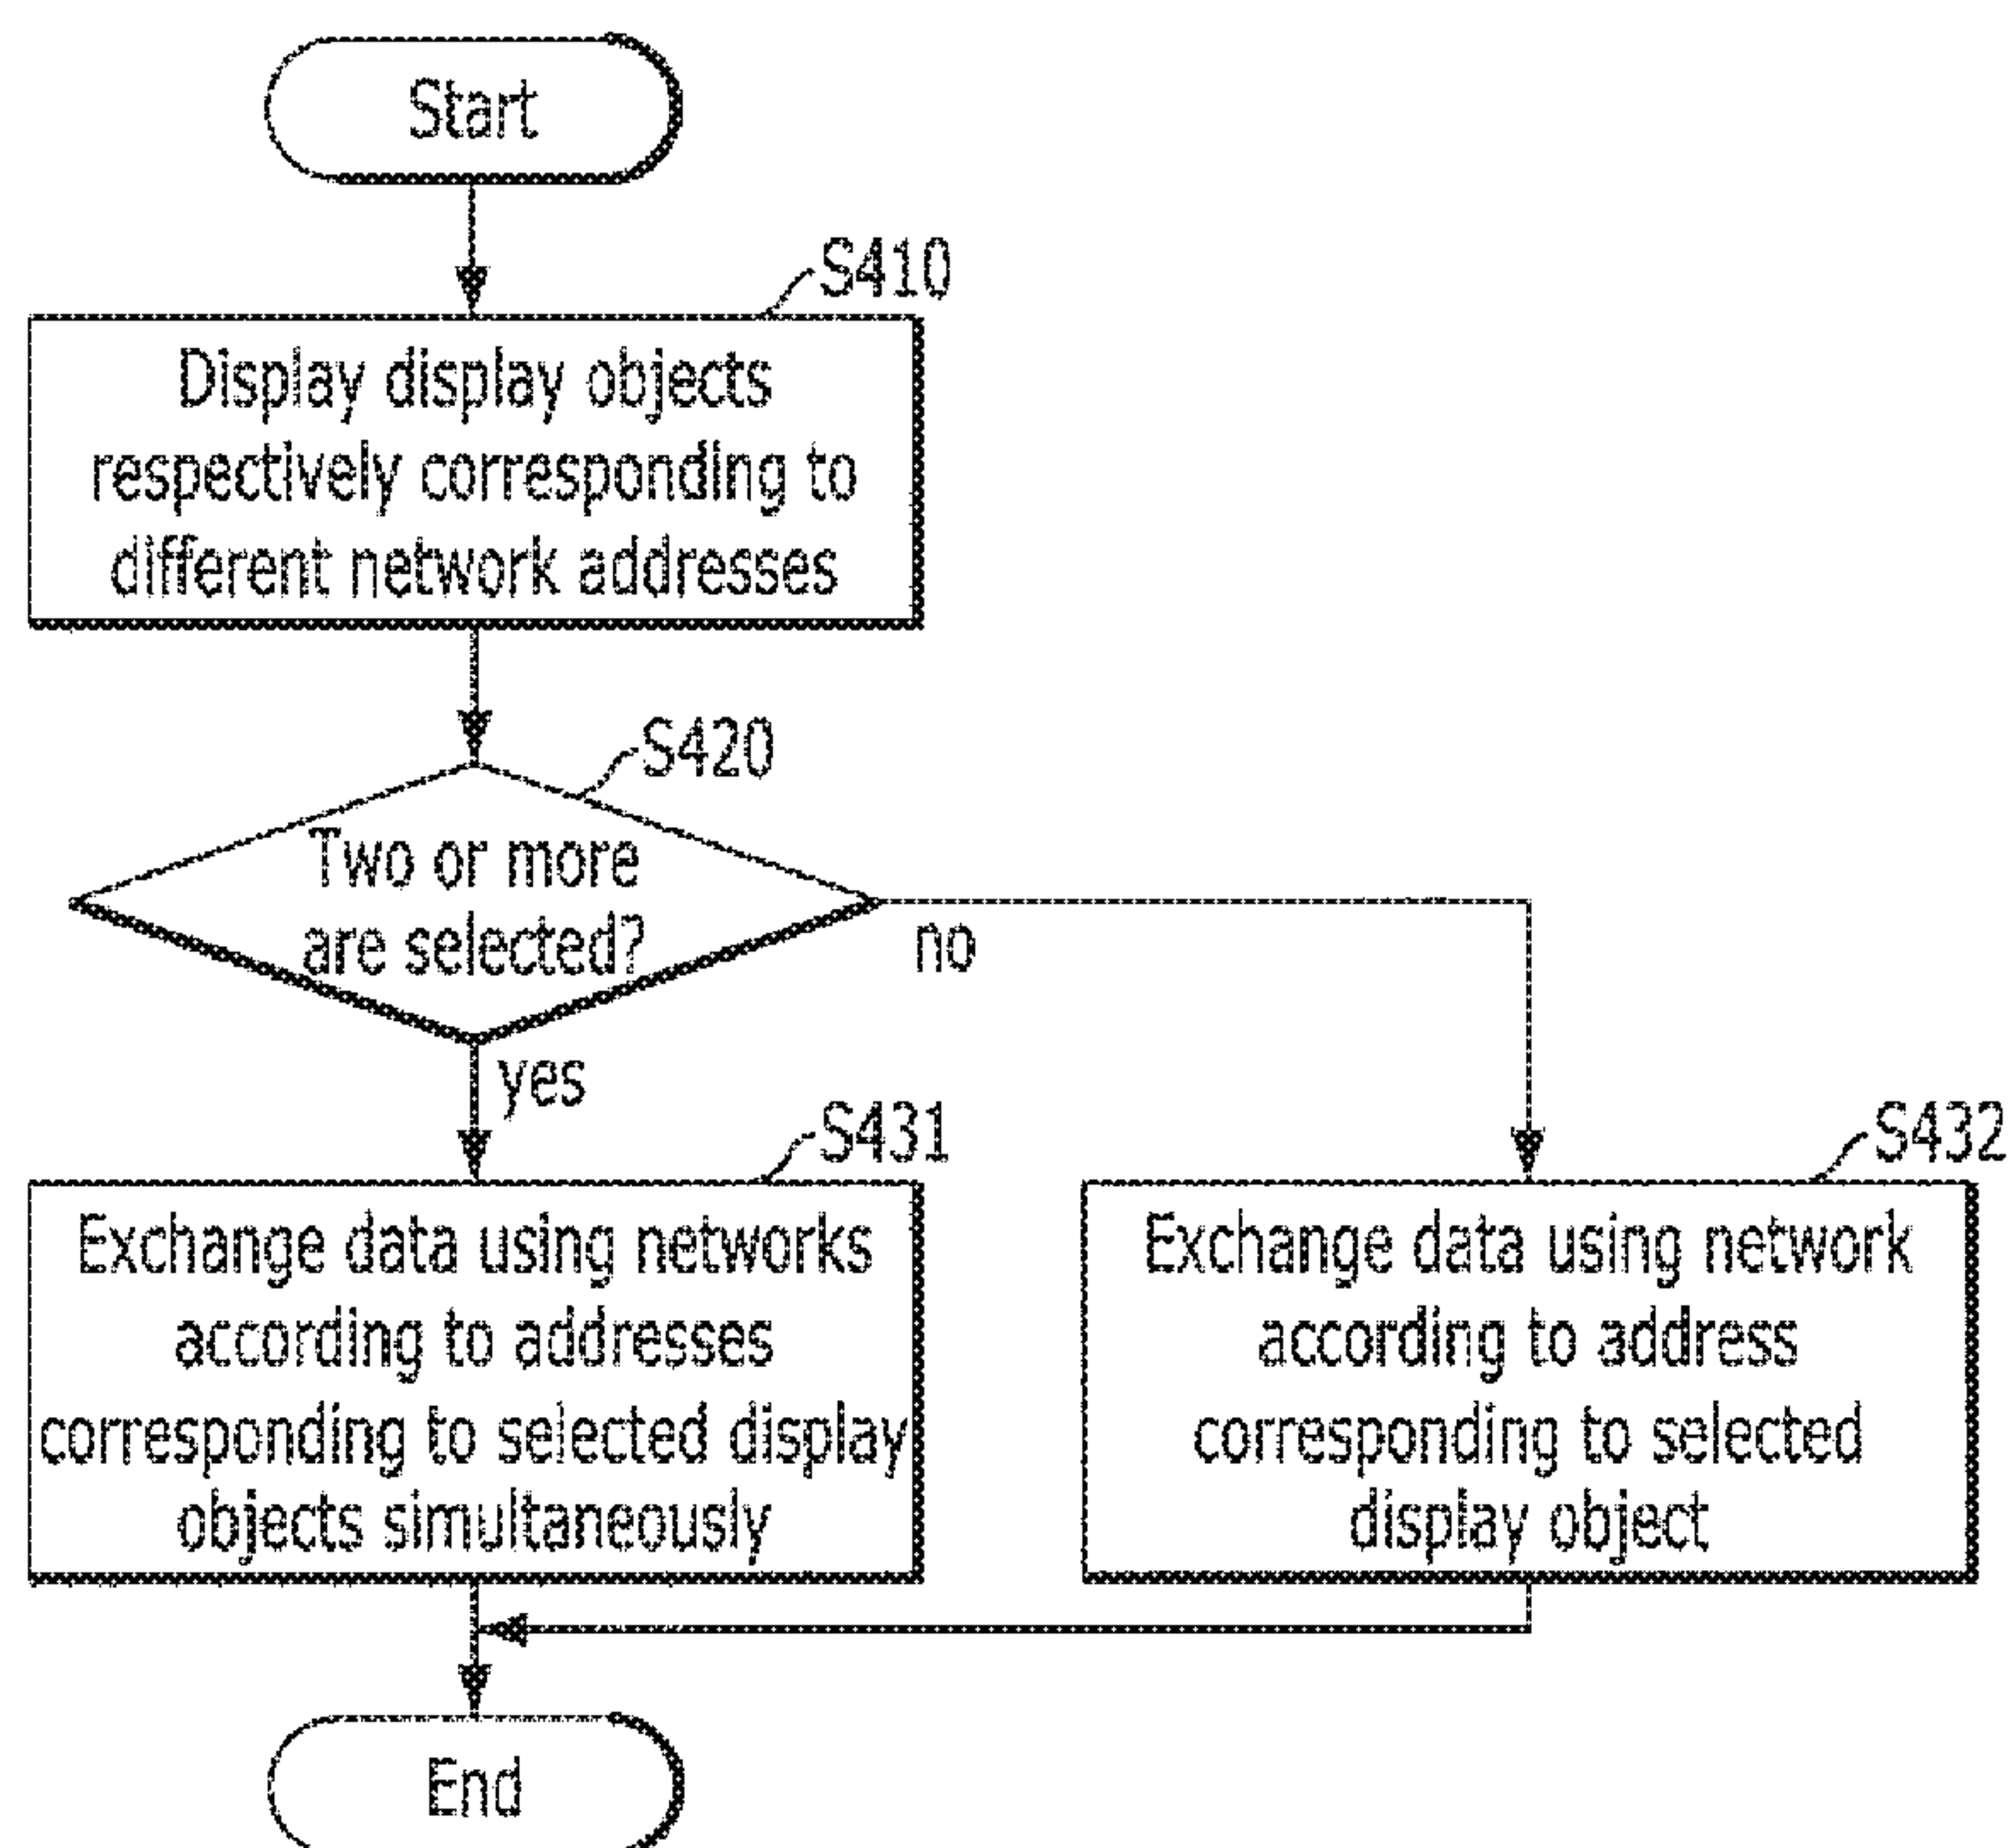 Start
S410
Display display objects
respectively corresponding to
different network addresses
S420
Two or more
are selected?
no
yes
S431
Exchange data using networks
according to addresses
corresponding to selected display
objects simultaneously
S432
Exchange data using network
according to address
corresponding to selected
display object
End